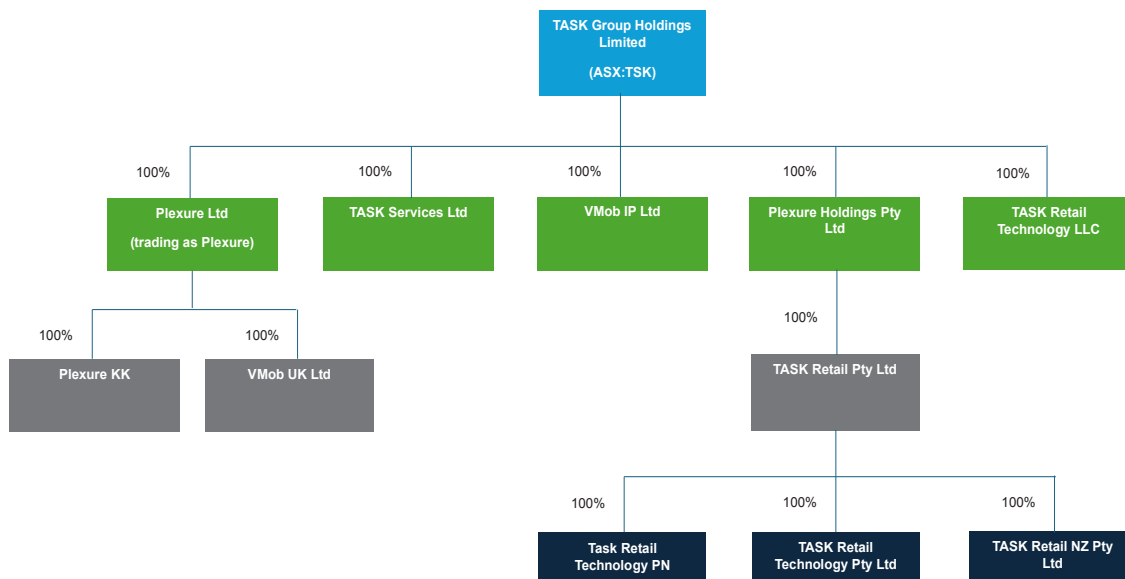 TASK Group Holdings
Limited
(ASX:TSK)
100%
100%
100%
100%
100%
Plexure Ltd
(trading as Plexure)
TASK Services Ltd
VMob IP Ltd
Plexure Holdings Pty
Ltd
TASK Retail
Technology LLC
100%
100%
100%
Plexure KK
VMob UK Ltd
TASK Retail Pty Ltd
100%
100%
100%
Task Retail
Technology PN
TASK Retail
Technology Pty Ltd
TASK Retail NZ Pty
Ltd